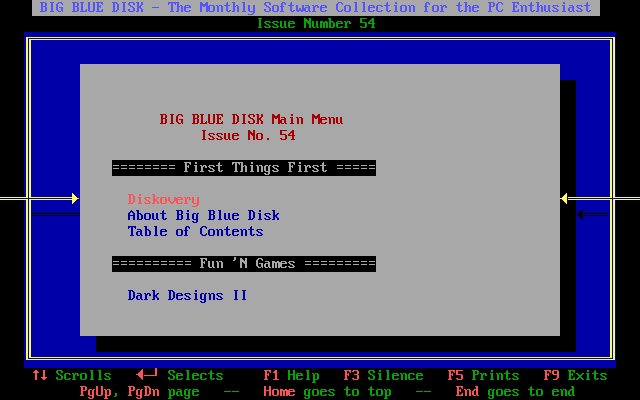 BIG BLUE DISK - The Monthly Software Collection for the PC Enthusiast
Issue Number 54
BIG BLUE DISK Main Menu
Issue No. 54
======== First Things First =====
Diskovery
About Big Blue Disk
Table of Contents
========== Fun 'N Games =========
Dark Designs II
↑↓ Scrolls ◄─┘ Selects F1 Help F3 Silence F5 Prints F9 Exits
PgUp, PgDn page -- Home goes to top -- End goes to end